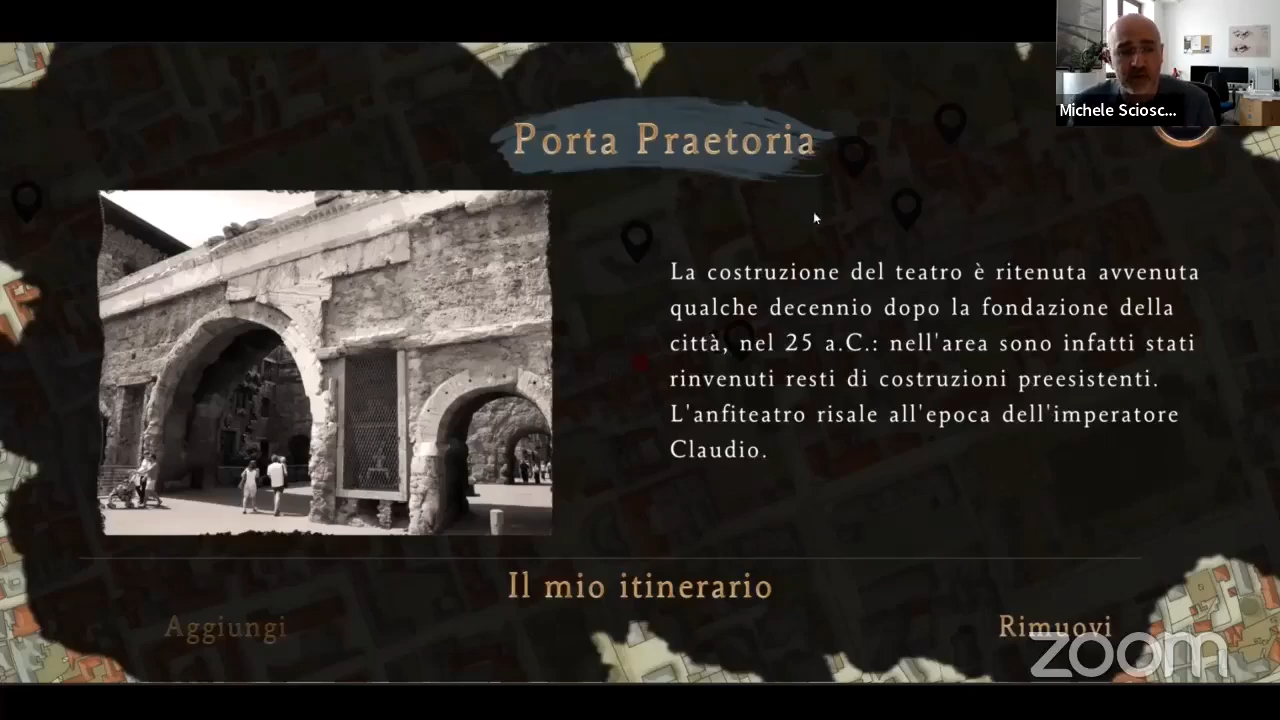 Michele Sciosc...
Porta Praetoria
La costruzione del teatro è ritenuta avvenuta
qualche decennio dopo la fondazione della
città, nel 25 a.C.: nell'area sono infatti stati
rinvenuti resti di costruzioni preesistenti.
L'anfiteatro risale all'epoca dell'imperatore
Claudio.
Il mio itinerario
Aggiungi
Rimuovi
zoom